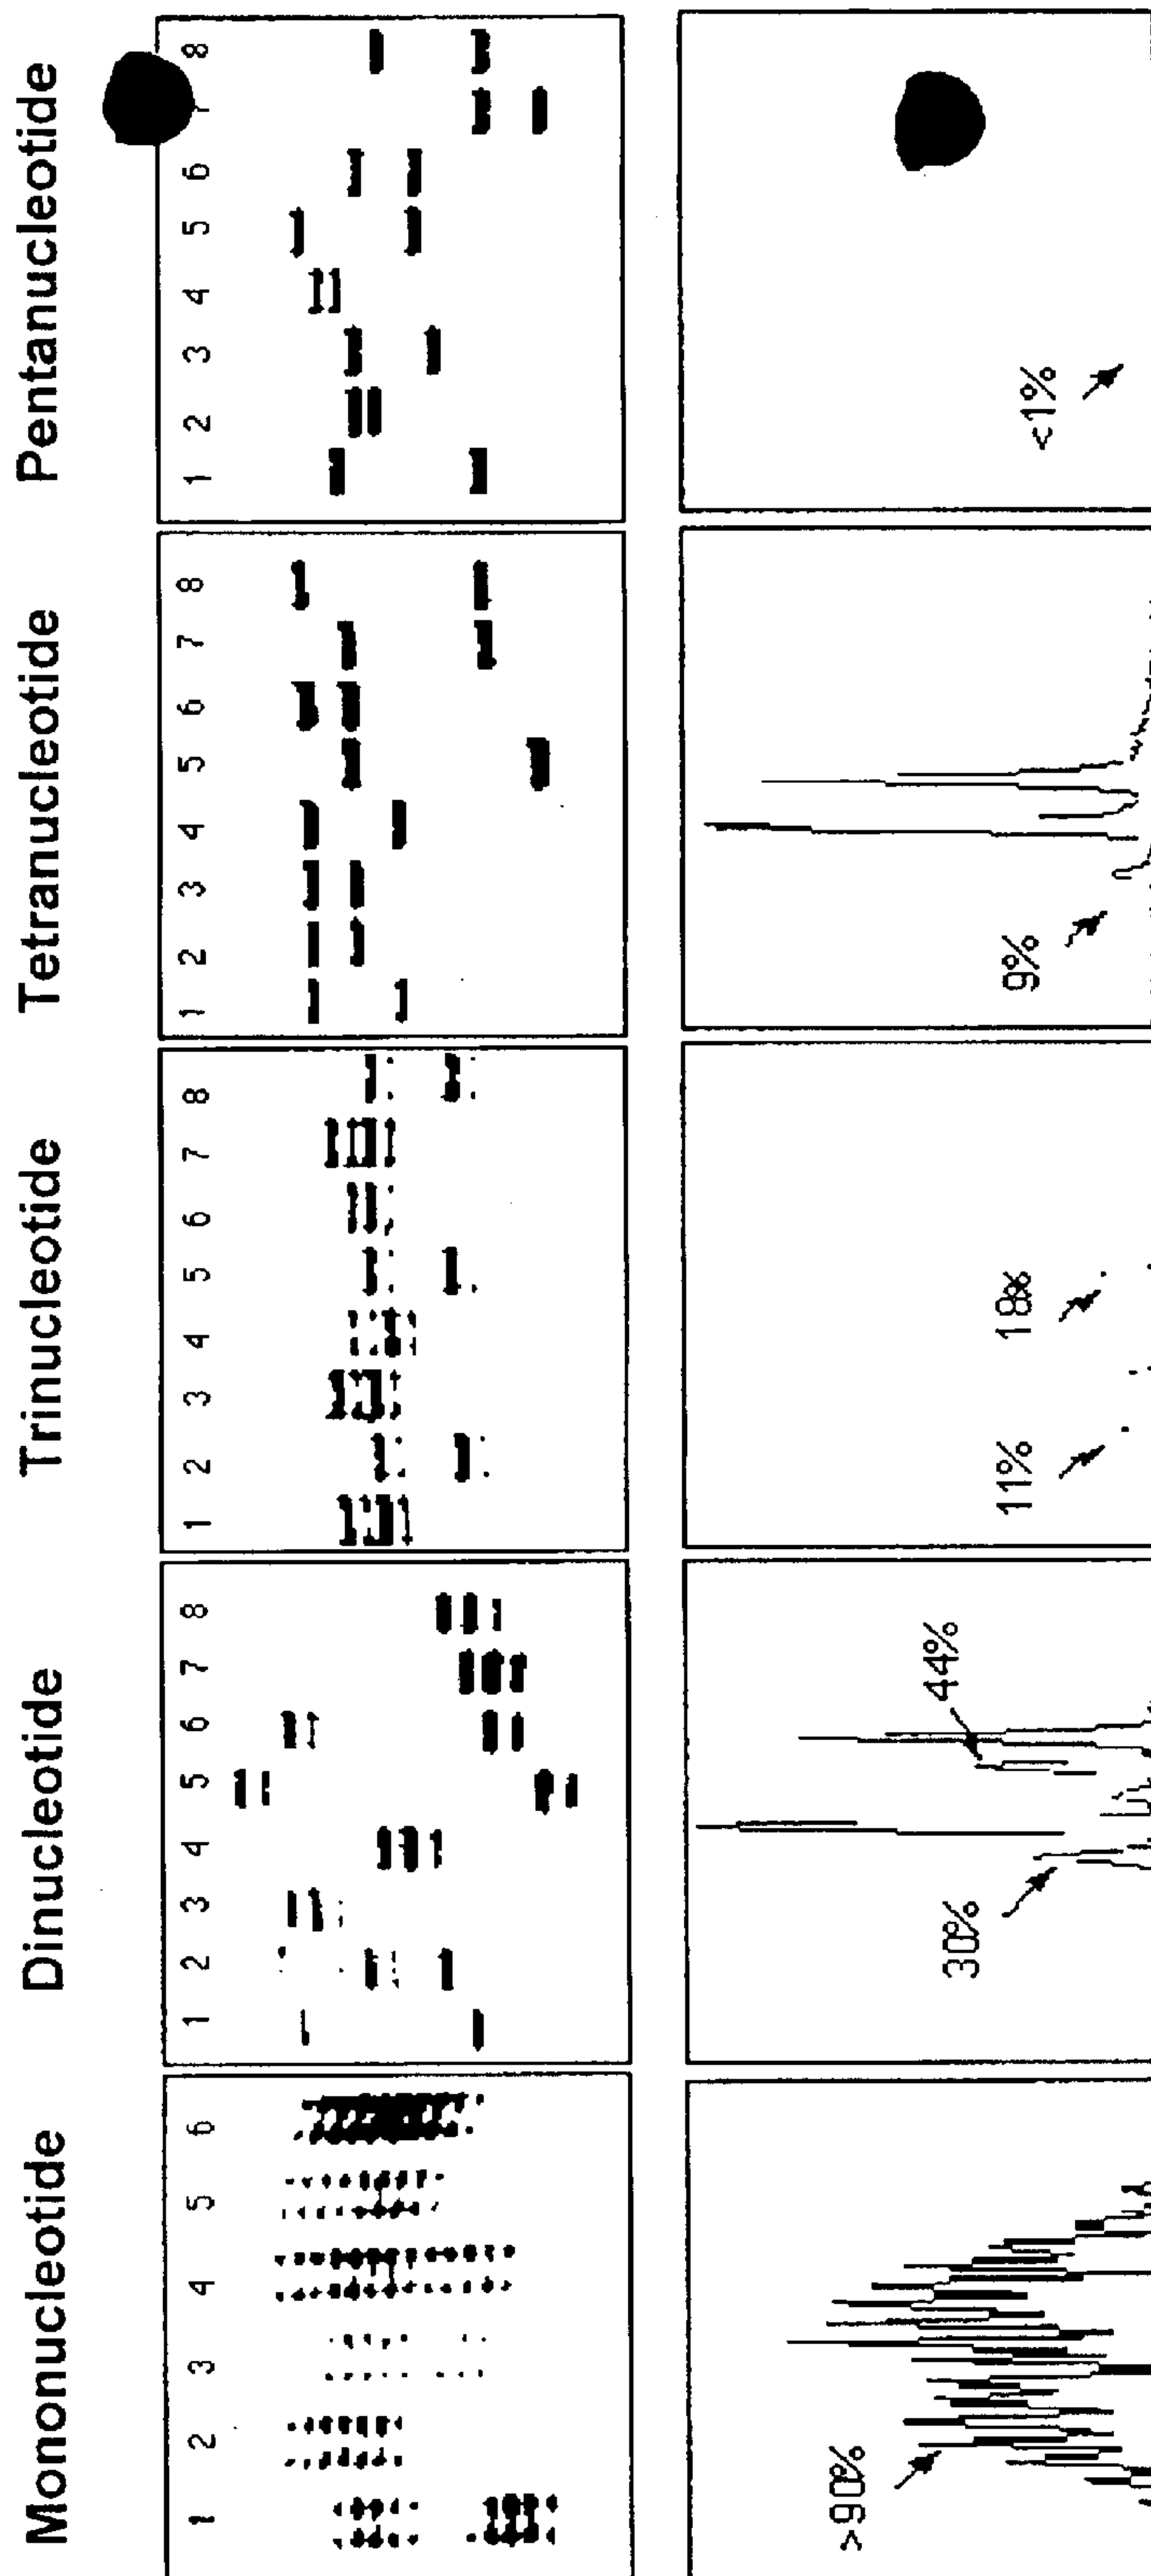 Mononucleotide Dinucleotide Trinucleotide Tetranucleotide Pentanucleotide
1 2 3 4 5 6 1 2 3 4 5 6 7 8 1 2 3 4 5 6 7 8 1 2 3 4 5 6 7 8 1 2 3 4 5 6 8
>90% 30% 44% 11% 18% 9% <1%